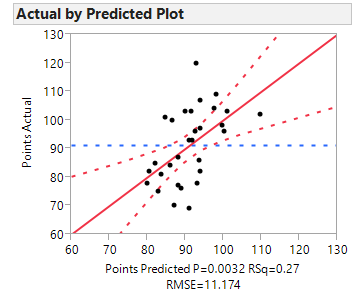 Actual by Predicted Plot
130
120
110
100
90
80
70
60
Points Actual
60 70 80 90 100 110 120 130
Points Predicted P=0.0032 RSq=0.27
RMSE=11.174